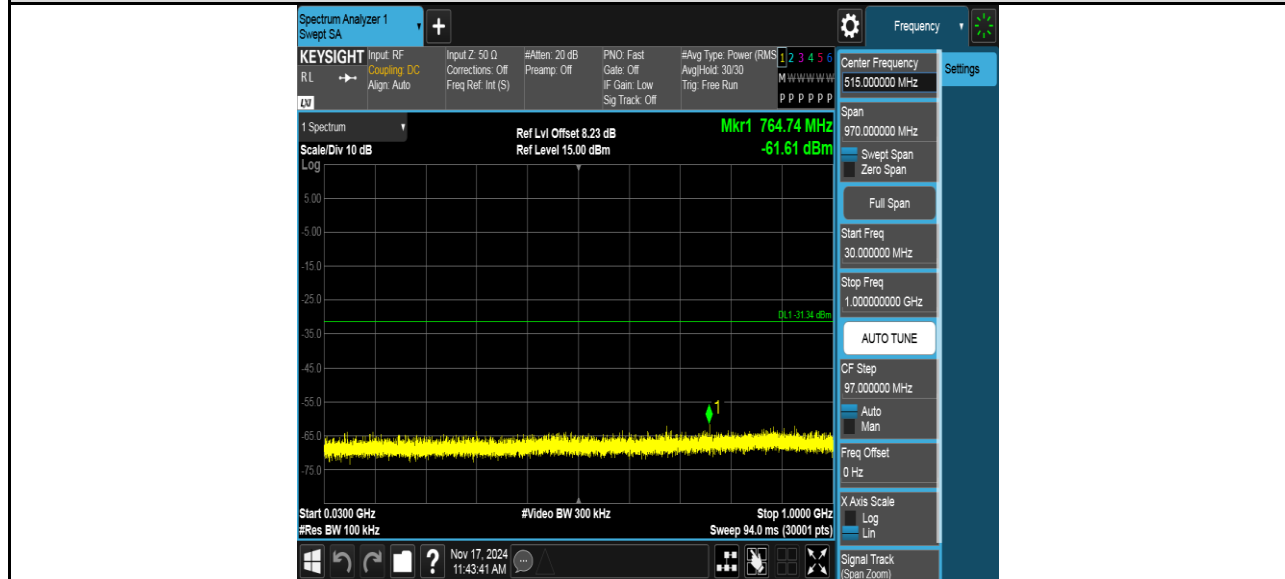 Spectrum Analyzer 1
Swept SA
+
Frequency
KEYSIGHT
RL
LXI
Input: RF
Coupling: DC
Align: Auto
Input Z: 50 Ω
Corrections: Off
Freq Ref: Int (S)
#Atten: 20 dB
Preamp: Off
PNO: Fast
Gate: Off
IF Gain: Low
Sig Track: Off
#Avg Type: Power (RMS
Avg|Hold: 30/30
Trig: Free Run
1 2 3 4 5 6
M W W W W W
P P P P P P
1 Spectrum
Scale/Div 10 dB
Ref Lvl Offset 8.23 dB
Ref Level 15.00 dBm
Mkr1 764.74 MHz
-61.61 dBm
Log
5.00
-5.00
-15.0
-25.0
DL1 -31.34 dBm
-35.0
-45.0
-55.0
1
-65.0
-75.0
Start 0.0300 GHz
#Res BW 100 kHz
#Video BW 300 kHz
Stop 1.0000 GHz
Sweep 94.0 ms (30001 pts)
?
Nov 17, 2024
11:43:41 AM
Center Frequency
515.000000 MHz
Settings
Span
970.000000 MHz
Swept Span
Zero Span
Full Span
Start Freq
30.000000 MHz
Stop Freq
1.000000000 GHz
AUTO TUNE
CF Step
97.000000 MHz
Auto
Man
Freq Offset
0 Hz
X Axis Scale
Log
Lin
Signal Track
(Span Zoom)